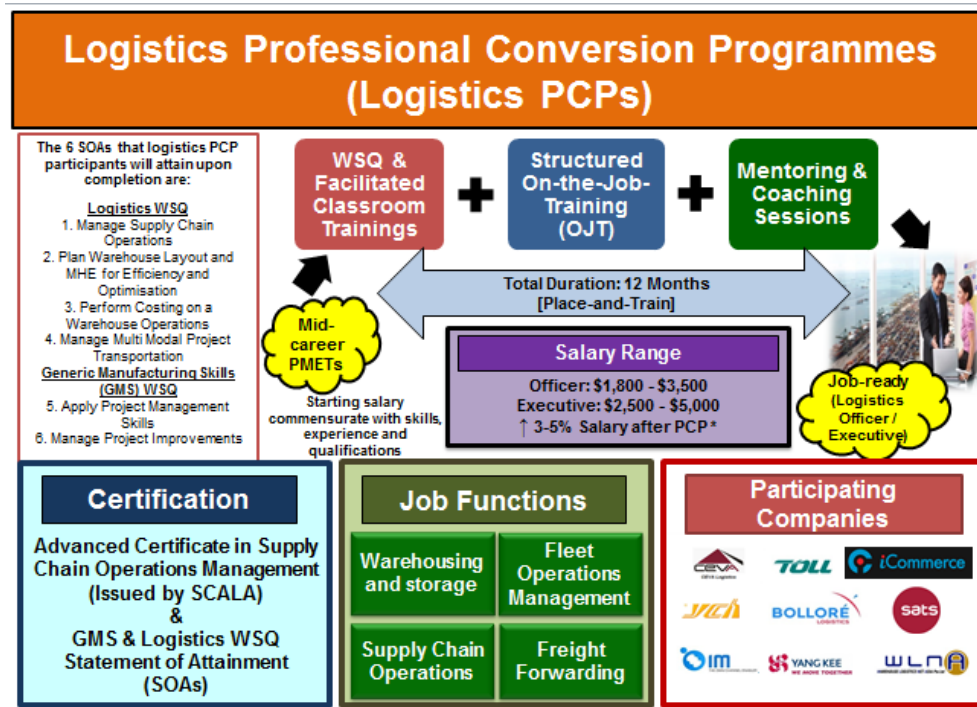 Logistics Professional Conversion Programmes
(Logistics PCPs)
The 6 SOAs that logistics PCP
participants will attain upon
completion are:
Logistics WSQ
1. Manage Supply Chain
Operations
2. Plan Warehouse Layout and
MHE for Efficiency and
Optimisation
3. Perform Costing on a
Warehouse Operations
4. Manage Multi Modal Project
Transportation
Generic Manufacturing Skills
(GMS) WSQ
5. Apply Project Management
Skills
6. Manage Project Improvements
WSQ &
Facilitated
Classroom
Trainings
Structured
On-the-Job-
Training
(OJT)
Mentoring &
Coaching
Sessions
Total Duration: 12 Months
[Place-and-Train]
Mid-
career
PMETs
Starting salary
commensurate with skills,
experience and
qualifications
Salary Range
Officer: $1,800 - $3,500
Executive: $2,500 - $5,000
↑ 3-5% Salary after PCP*
Job-ready
(Logistics
Officer /
Executive)
Certification
Advanced Certificate in Supply
Chain Operations Management
(Issued by SCALA)
&
GMS & Logistics WSQ
Statement of Attainment
(SOAs)
Job Functions
Warehousing
and storage
Fleet
Operations
Management
Supply Chain
Operations
Freight
Forwarding
Participating
Companies
CEVA
CEVA Logistics
TOLL
iCommerce
YCH
BOLLORÉ
LOGISTICS
sats
IM
YANG KEE
WE MOVE TOGETHER
WLNA